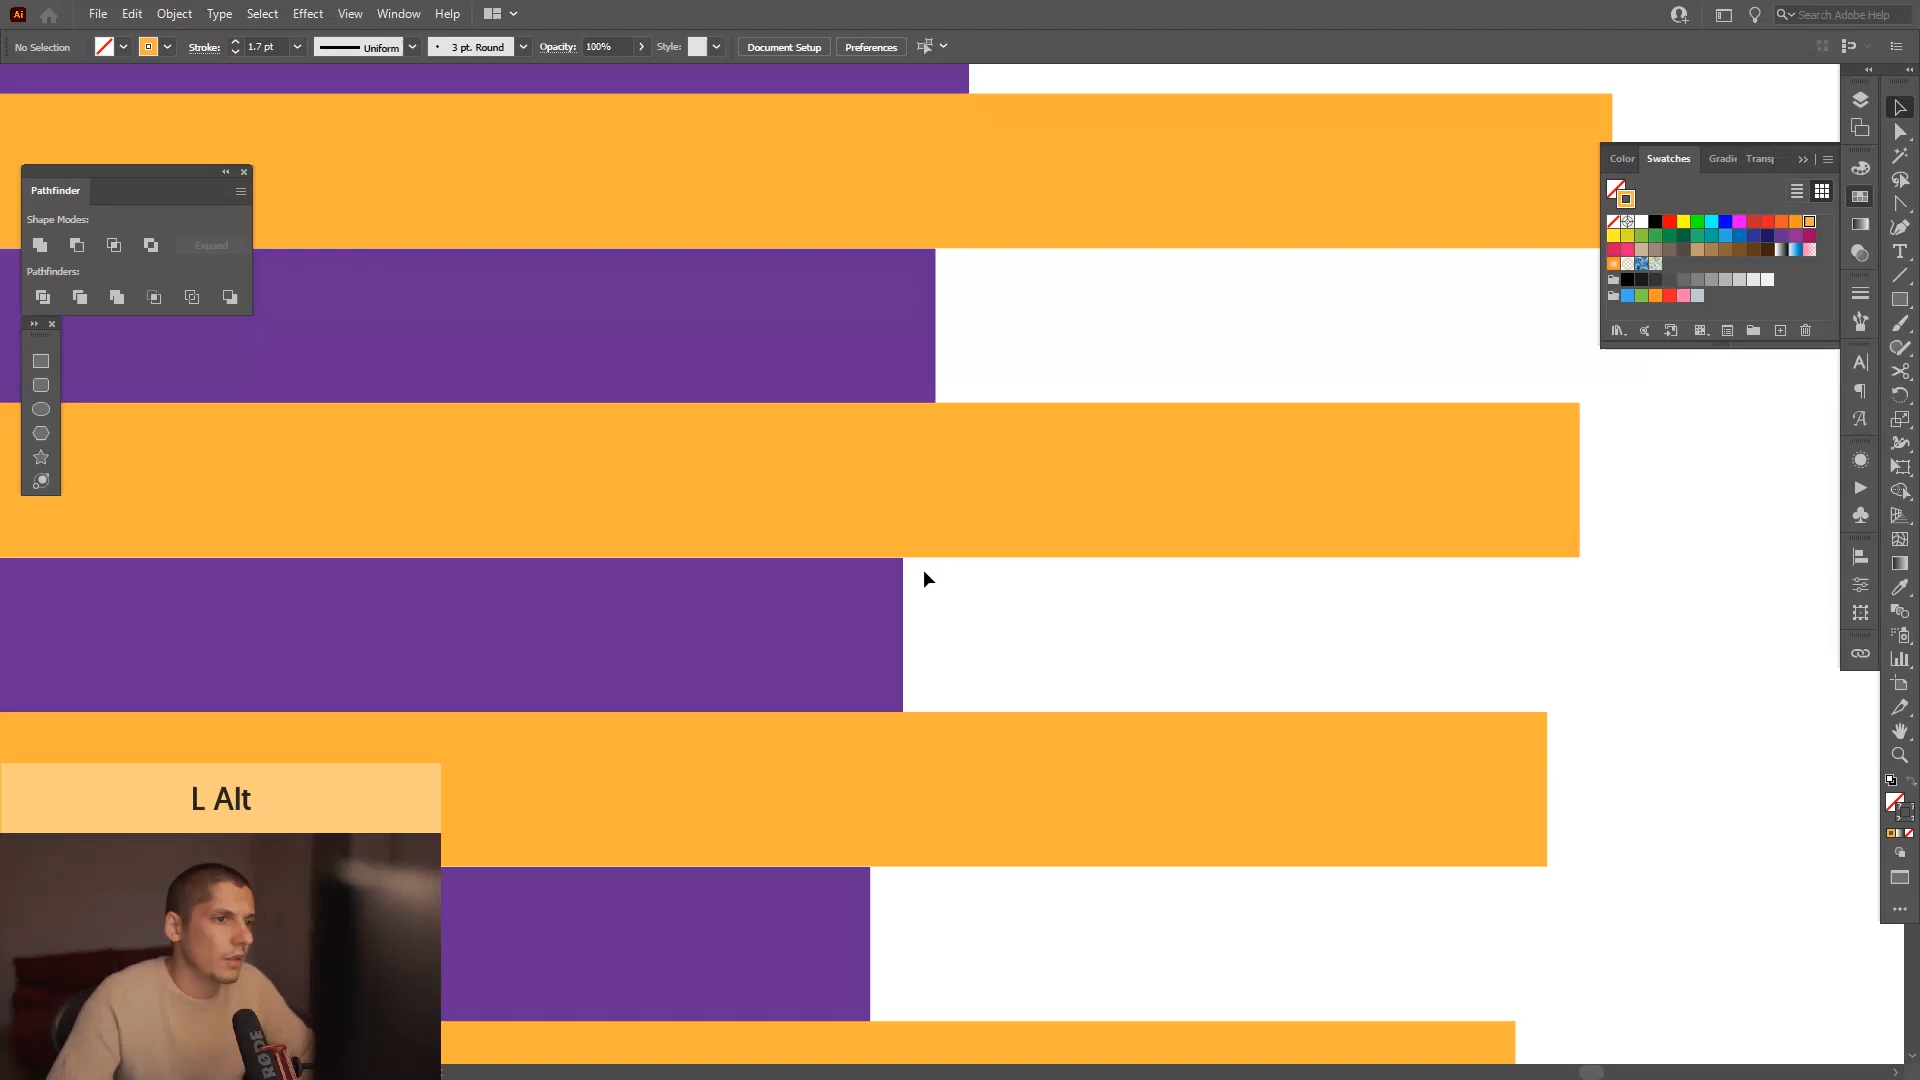 Ai File Edit Object Type Select Effect View Window Help Search Adobe Help
No Selection Stroke: 1.7 pt Uniform 3 pt. Round Opacity: 100% Style: Document Setup Preferences
Color Swatches Gradi Transp
Pathfinder
Shape Modes:
Expand
Pathfinders:
L Alt
RØDE